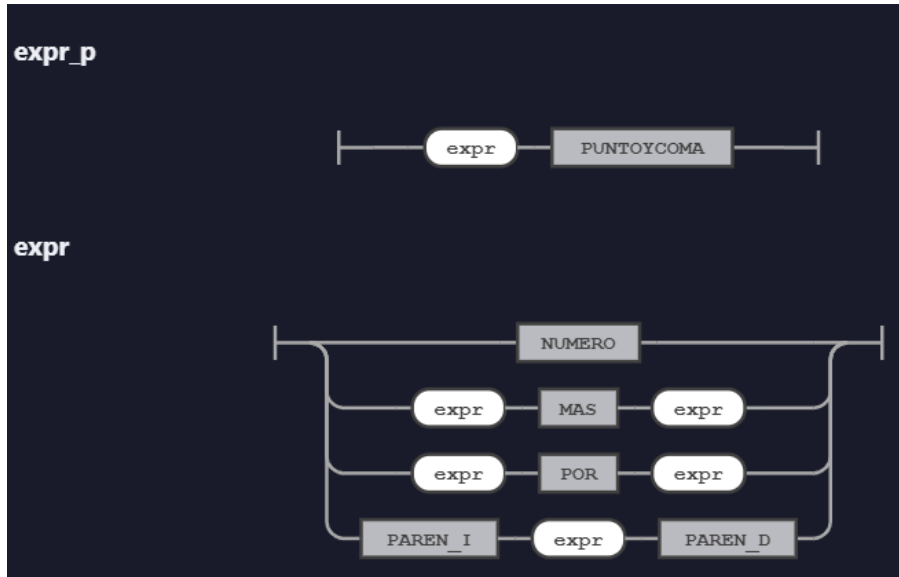 expr_p
expr PUNTOYCOMA
expr
NUMERO
expr MAS expr
expr POR expr
PAREN_I expr PAREN_D